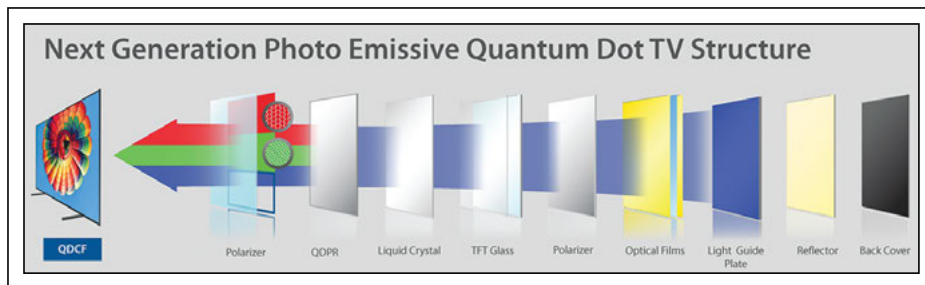 Next Generation Photo Emissive Quantum Dot TV Structure
QDCF
Polarizer
QDPR
Liquid Crystal
TFT Glass
Polarizer
Optical Films
Light Guide
Plate
Reflector
Back Cover